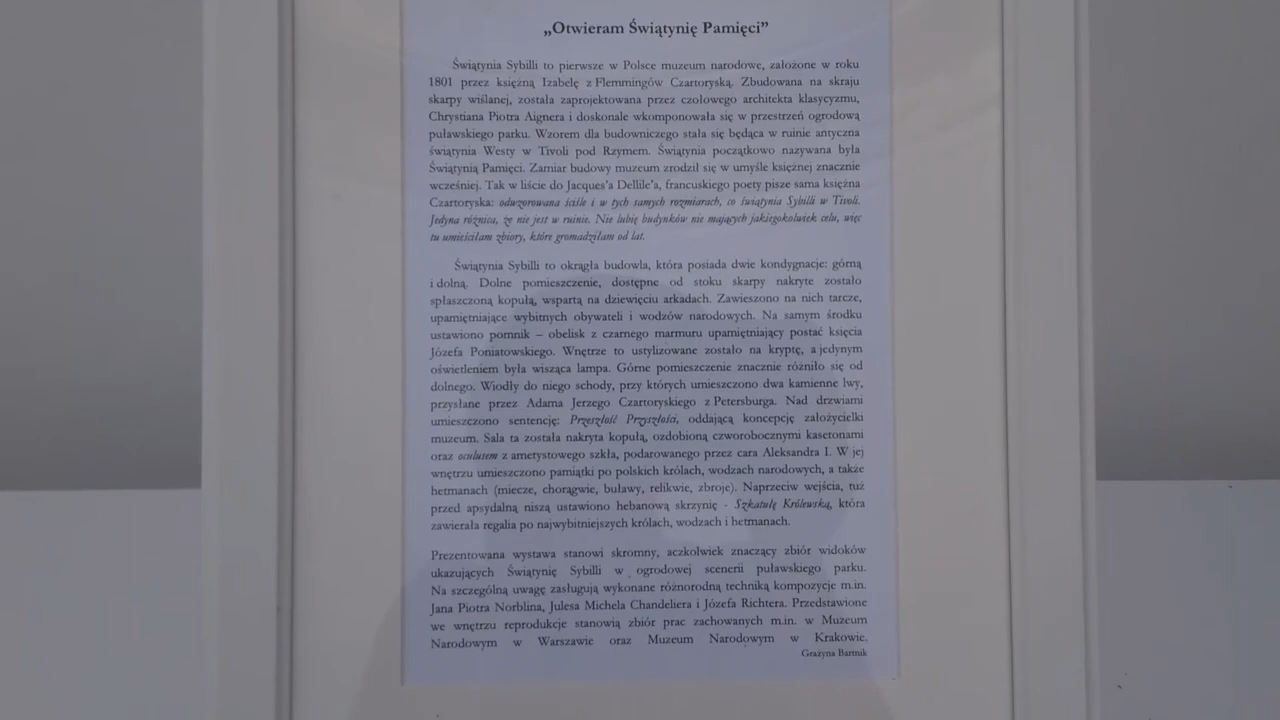 „Otwieram Świątynię Pamięci”
Świątynia Sybilli to pierwsze w Polsce muzeum narodowe, założone w roku
1801 przez księżną Izabelę z Flemmingów Czartoryską. Zbudowana na skraju
skarpy wiślanej, została zaprojektowana przez czołowego architekta klasycyzmu,
Chrystiana Piotra Aignera i doskonale wkomponowała się w przestrzeń ogrodową
puławskiego parku. Wzorem dla budowniczego stała się będąca w ruinie antyczna
świątynia Westy w Tivoli pod Rzymem. Świątynia początkowo nazywana była
Świątynią Pamięci. Zamiar budowy muzeum zrodził się w umyśle księżnej znacznie
wcześniej. Tak w liście do Jacques’a Dellile’a, francuskiego poety pisze sama księżna
Czartoryska: odwzorowana ściśle i w tych samych rozmiarach, co świątynia Sybilli w Tivoli.
Jedyna różnica, że nie jest w ruinie. Nie lubię budynków nie mających jakiegokolwiek celu, więc
tu umieściłam zbiory, które gromadziłam od lat.
Świątynia Sybilli to okrągła budowla, która posiada dwie kondygnacje: górną
i dolną. Dolne pomieszczenie, dostępne od stoku skarpy nakryte zostało
spłaszczoną kopułą, wspartą na dziewięciu arkadach. Zawieszono na nich tarcze,
upamiętniające wybitnych obywateli i wodzów narodowych. Na samym środku
ustawiono pomnik – obelisk z czarnego marmuru upamiętniający postać księcia
Józefa Poniatowskiego. Wnętrze to ustylizowane zostało na kryptę, a jedynym
oświetleniem była wisząca lampa. Górne pomieszczenie znacznie różniło się od
dolnego. Wiodły do niego schody, przy których umieszczono dwa kamienne lwy,
przysłane przez Adama Jerzego Czartoryskiego z Petersburga. Nad drzwiami
umieszczono sentencję: Przeszłość Przyszłości, oddającą koncepcję założycielki
muzeum. Sala ta została nakryta kopułą, ozdobioną czworobocznymi kasetonami
oraz oculusem z ametystowego szkła, podarowanego przez cara Aleksandra I. W jej
wnętrzu umieszczono pamiątki po polskich królach, wodzach narodowych, a także
hetmanach (miecze, chorągwie, buławy, relikwie, zbroje). Naprzeciw wejścia, tuż
przed apsydalną niszą ustawiono hebanową skrzynię - Szkatułę Królewską, która
zawierała regalia po najwybitniejszych królach, wodzach i hetmanach.
Prezentowana wystawa stanowi skromny, aczkolwiek znaczący zbiór widoków
ukazujących Świątynię Sybilli w ogrodowej scenerii puławskiego parku.
Na szczególną uwagę zasługują wykonane różnorodną techniką kompozycje m.in.
Jana Piotra Norblina, Julesa Michela Chandeliera i Józefa Richtera. Przedstawione
we wnętrzu reprodukcje stanowią zbiór prac zachowanych m.in. w Muzeum
Narodowym w Warszawie oraz Muzeum Narodowym w Krakowie.
Grażyna Bartnik